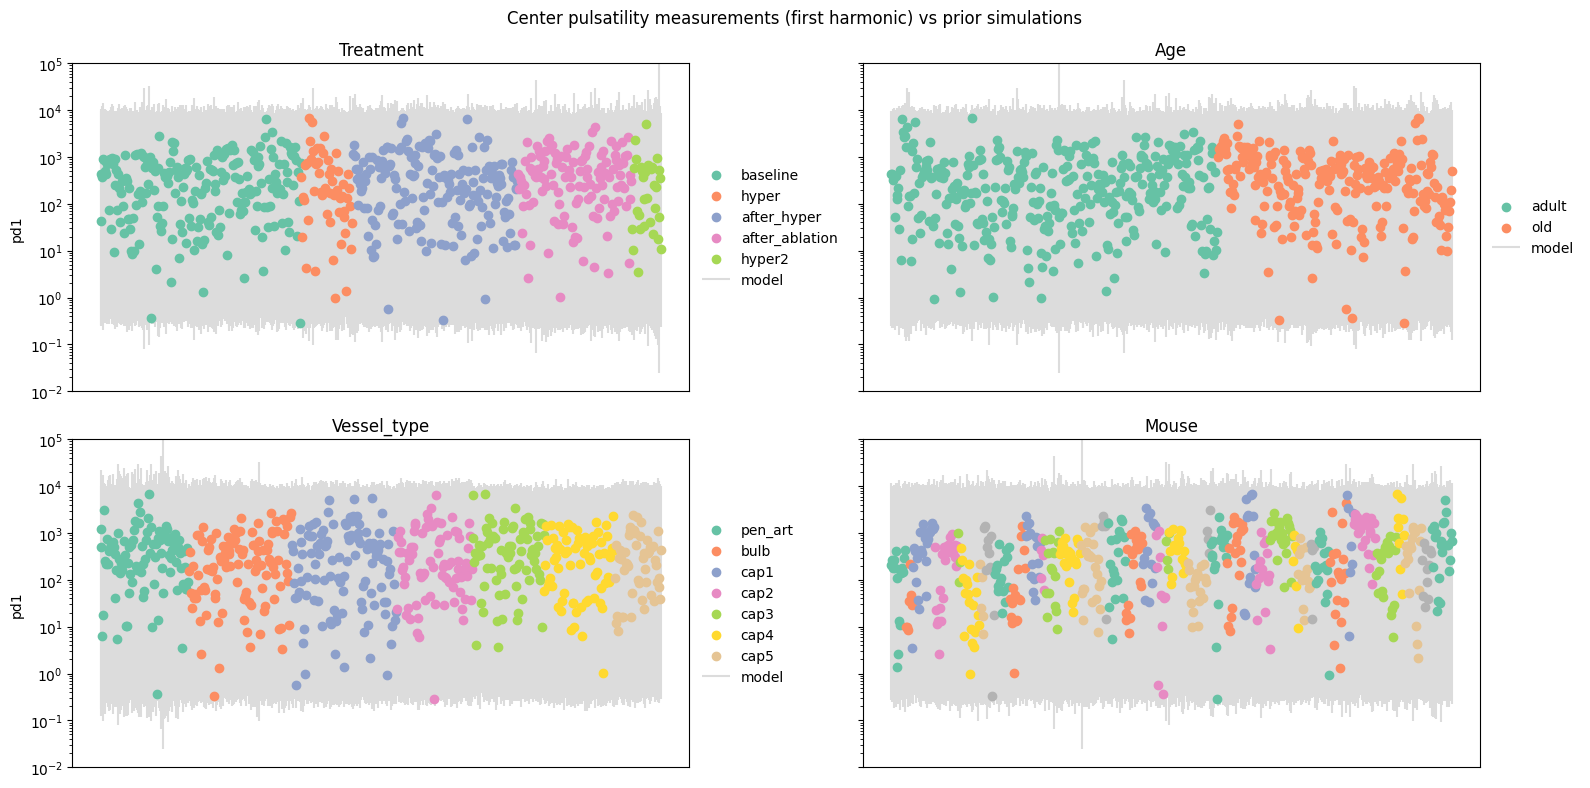 Center pulsatility measurements (first harmonic) vs prior simulations
Treatment
10^5
10^4
10^3
10^2
10^1
10^0
10^-1
10^-2
pd1
baseline
hyper
after_hyper
after_ablation
hyper2
model
Age
adult
old
model
Vessel_type
10^5
10^4
10^3
10^2
10^1
10^0
10^-1
10^-2
pd1
pen_art
bulb
cap1
cap2
cap3
cap4
cap5
model
Mouse